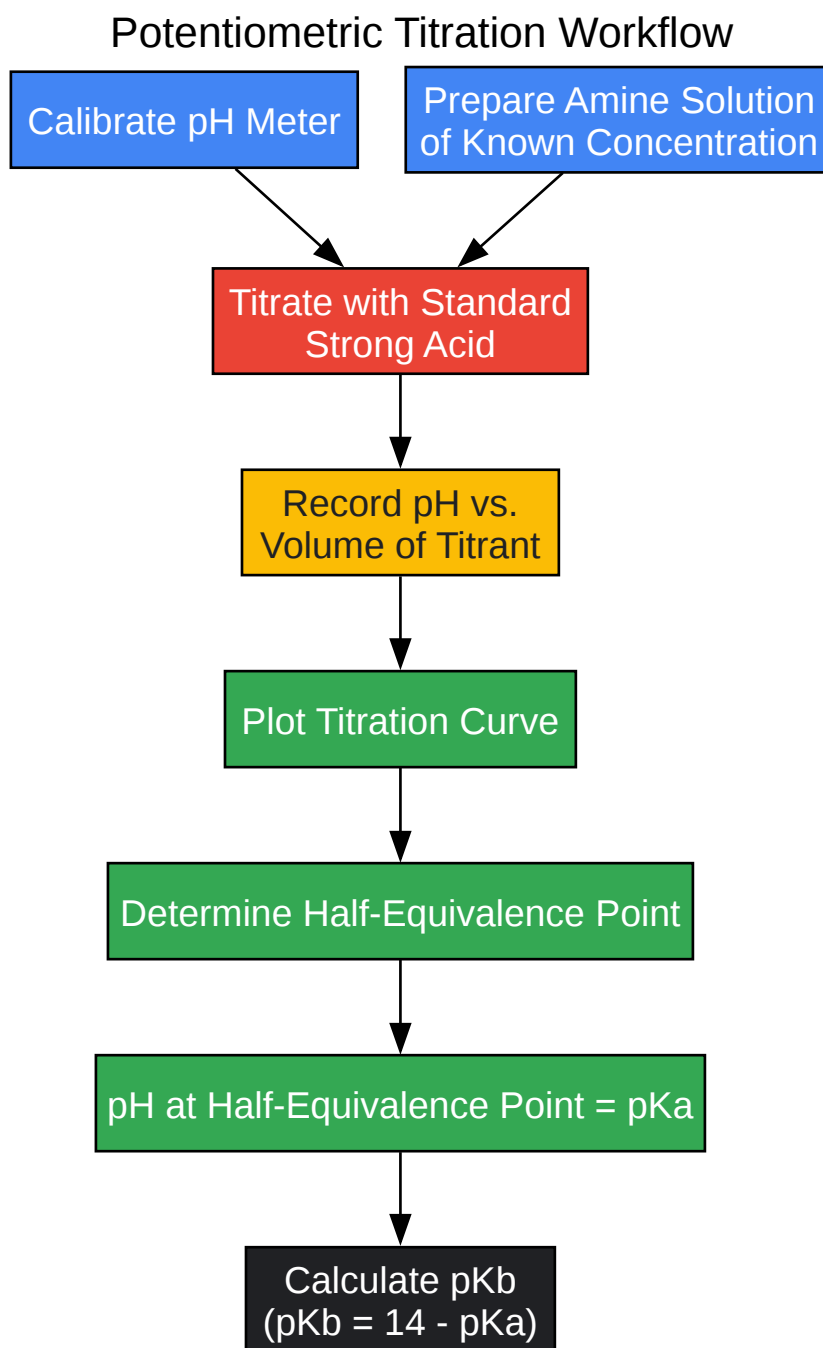 Potentiometric Titration Workflow
Calibrate pH Meter
Prepare Amine Solution
of Known Concentration
Titrate with Standard
Strong Acid
Record pH vs.
Volume of Titrant
Plot Titration Curve
Determine Half-Equivalence Point
pH at Half-Equivalence Point = pKa
Calculate pKb
(pKb = 14 - pKa)